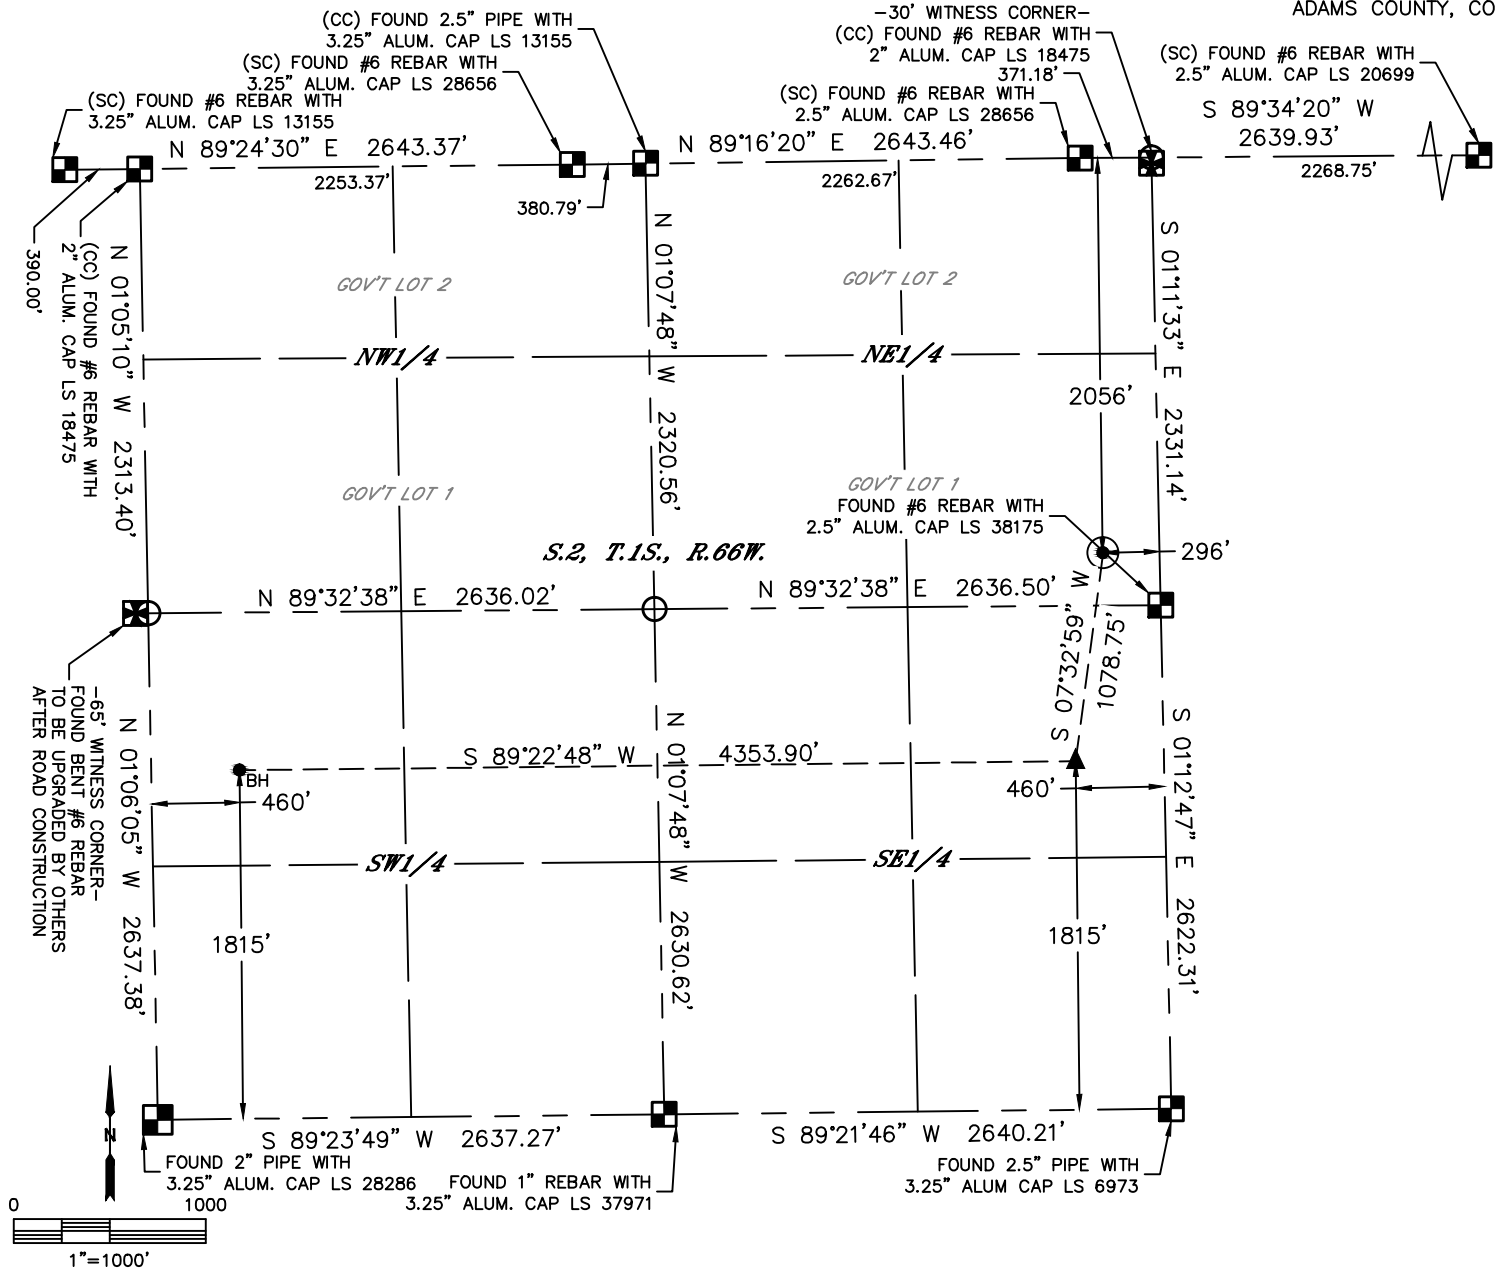 ADAMS COUNTY, CO
(CC) FOUND 2.5" PIPE WITH
3.25" ALUM. CAP LS 13155
-30' WITNESS CORNER-
(CC) FOUND #6 REBAR WITH
2" ALUM. CAP LS 18475
371.18'
(SC) FOUND #6 REBAR WITH
2.5" ALUM. CAP LS 20699
(SC) FOUND #6 REBAR WITH
3.25" ALUM. CAP LS 28656
(SC) FOUND #6 REBAR WITH
3.25" ALUM. CAP LS 13155
(SC) FOUND #6 REBAR WITH
2.5" ALUM. CAP LS 28656
S 89°34'20" W
2639.93'
2268.75'
N 89°24'30" E 2643.37'
2253.37'
380.79'
N 89°16'20" E 2643.46'
2262.67'
390.00'
(CC) FOUND #6 REBAR WITH
2" ALUM. CAP LS 18475
N 01°05'10" W 2313.40'
N 01°07'48" W 2320.56'
S 01°11'33" E 2331.14'
GOV'T LOT 2
GOV'T LOT 2
NW1/4
NE1/4
2056'
GOV'T LOT 1
GOV'T LOT 1
FOUND #6 REBAR WITH
2.5" ALUM. CAP LS 38175
296'
S.2, T.1S., R.66W.
N 89°32'38" E 2636.02'
N 89°32'38" E 2636.50'
S 07°32'59" W
1078.75'
-65' WITNESS CORNER-
FOUND BENT #6 REBAR
TO BE UPGRADED BY OTHERS
AFTER ROAD CONSTRUCTION
N 01°06'05" W 2637.38'
N 01°07'48" W 2630.62'
S 01°12'47" E 2622.31'
S 89°22'48" W 4353.90'
BH
460'
460'
SW1/4
SE1/4
1815'
1815'
S 89°23'49" W 2637.27'
S 89°21'46" W 2640.21'
FOUND 2" PIPE WITH
3.25" ALUM. CAP LS 28286
FOUND 1" REBAR WITH
3.25" ALUM. CAP LS 37971
FOUND 2.5" PIPE WITH
3.25" ALUM CAP LS 6973
N
0 1000
1"=1000'